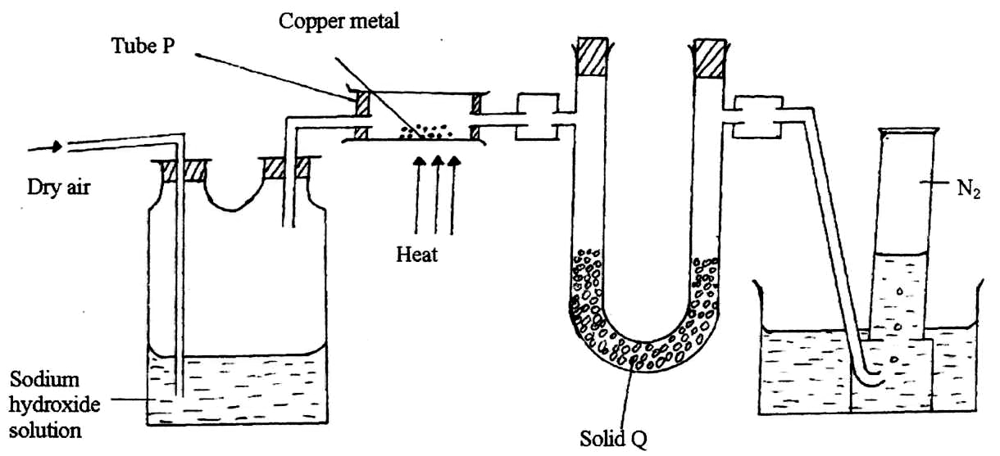 Copper metal
Tube P
Dry air
Heat
N₂
Sodium
hydroxide
solution
Solid Q